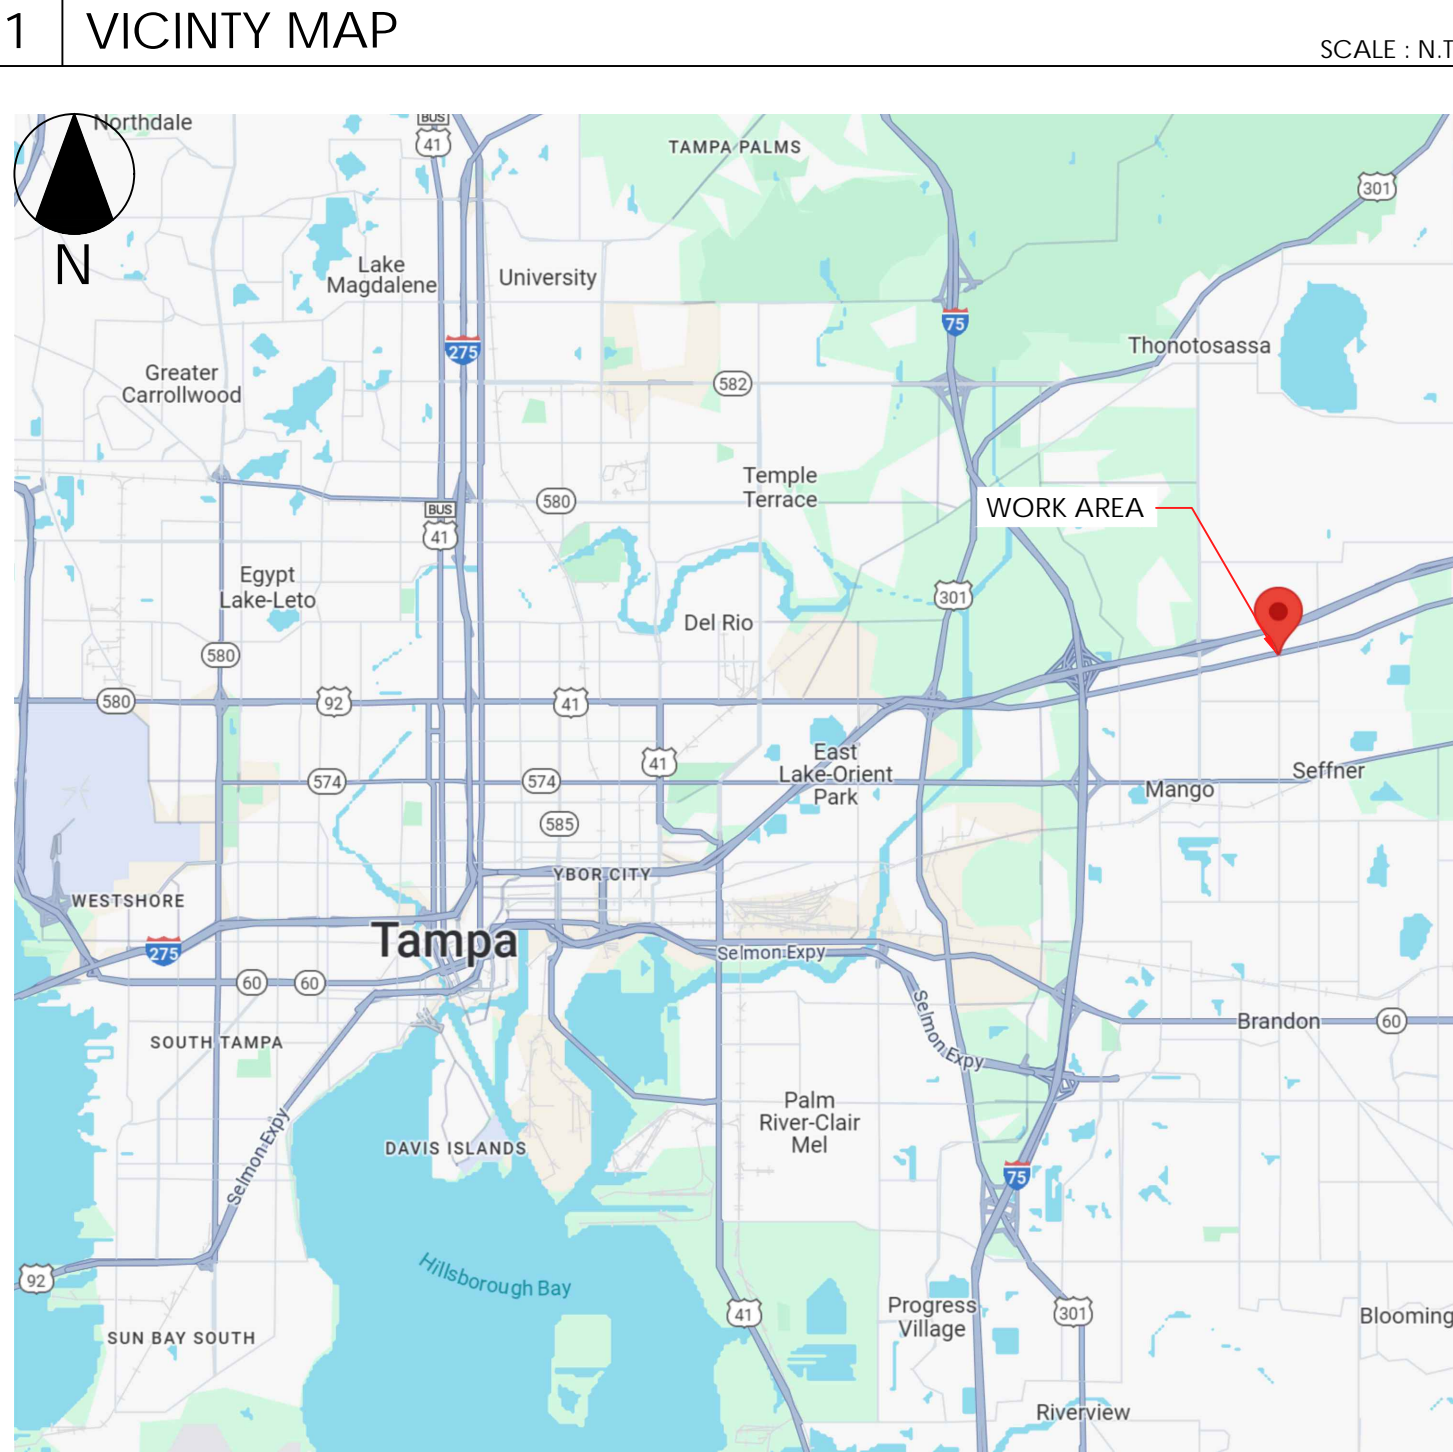 1 VICINTY MAP
SCALE : N.T
N
Northdale
BUS
41
TAMPA PALMS
301
Lake
Magdalene
University
275
75
Thonotosassa
Greater
Carrollwood
582
Temple
Terrace
580
BUS
41
WORK AREA
Egypt
Lake-Leto
301
Del Rio
580
580
92
41
41
East
Lake-Orient
Park
574
574
Seffner
Mango
585
YBOR CITY
WESTSHORE
Tampa
275
Selmon Expy
60
60
Selmon Expy
Brandon
60
SOUTH TAMPA
Palm
River-Clair
Mel
Selmon Expy
DAVIS ISLANDS
75
Hillsborough Bay
92
Progress
Village
41
301
Blooming
SUN BAY SOUTH
Riverview